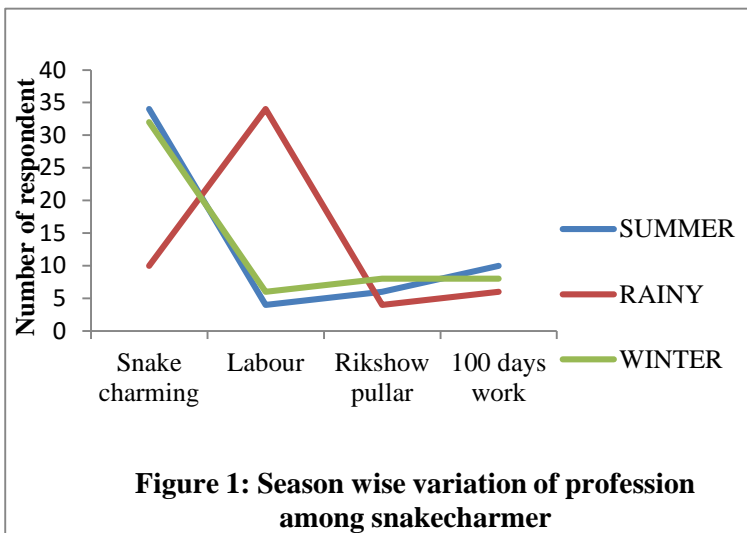 Number of respondent
40
35
30
25
20
15
10
5
0
Snake
charming
Labour
Rikshow
pullar
100 days
work
SUMMER
RAINY
WINTER
Figure 1: Season wise variation of profession
among snakecharmer